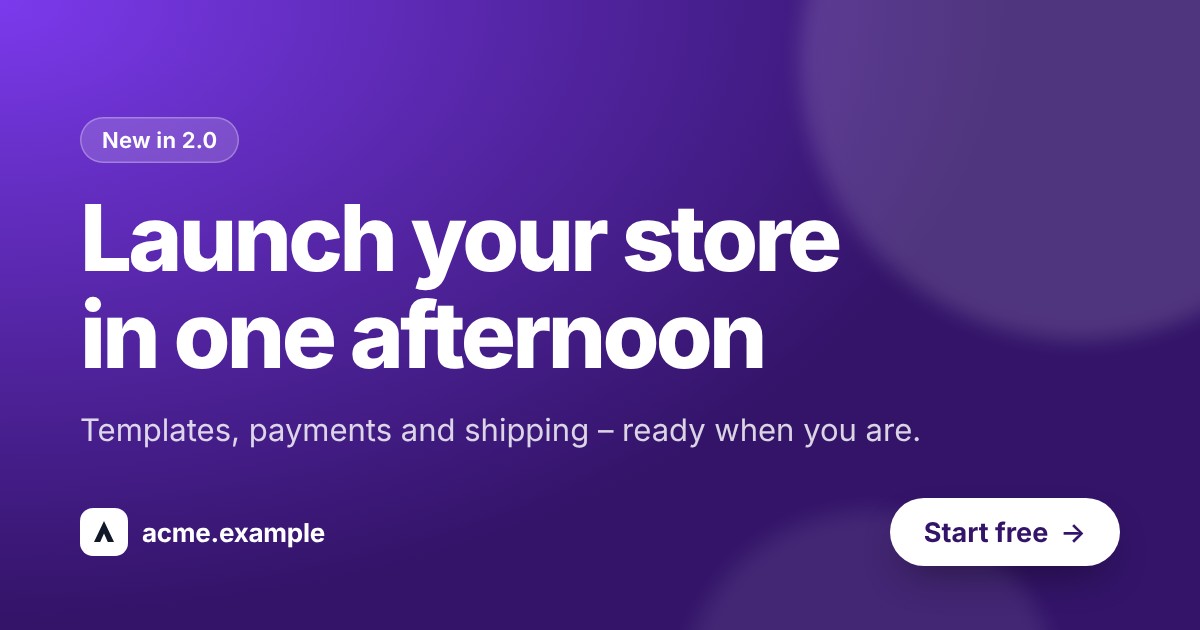 New in 2.0
Launch your store
in one afternoon
Templates, payments and shipping – ready when you are.
acme.example
Start free →